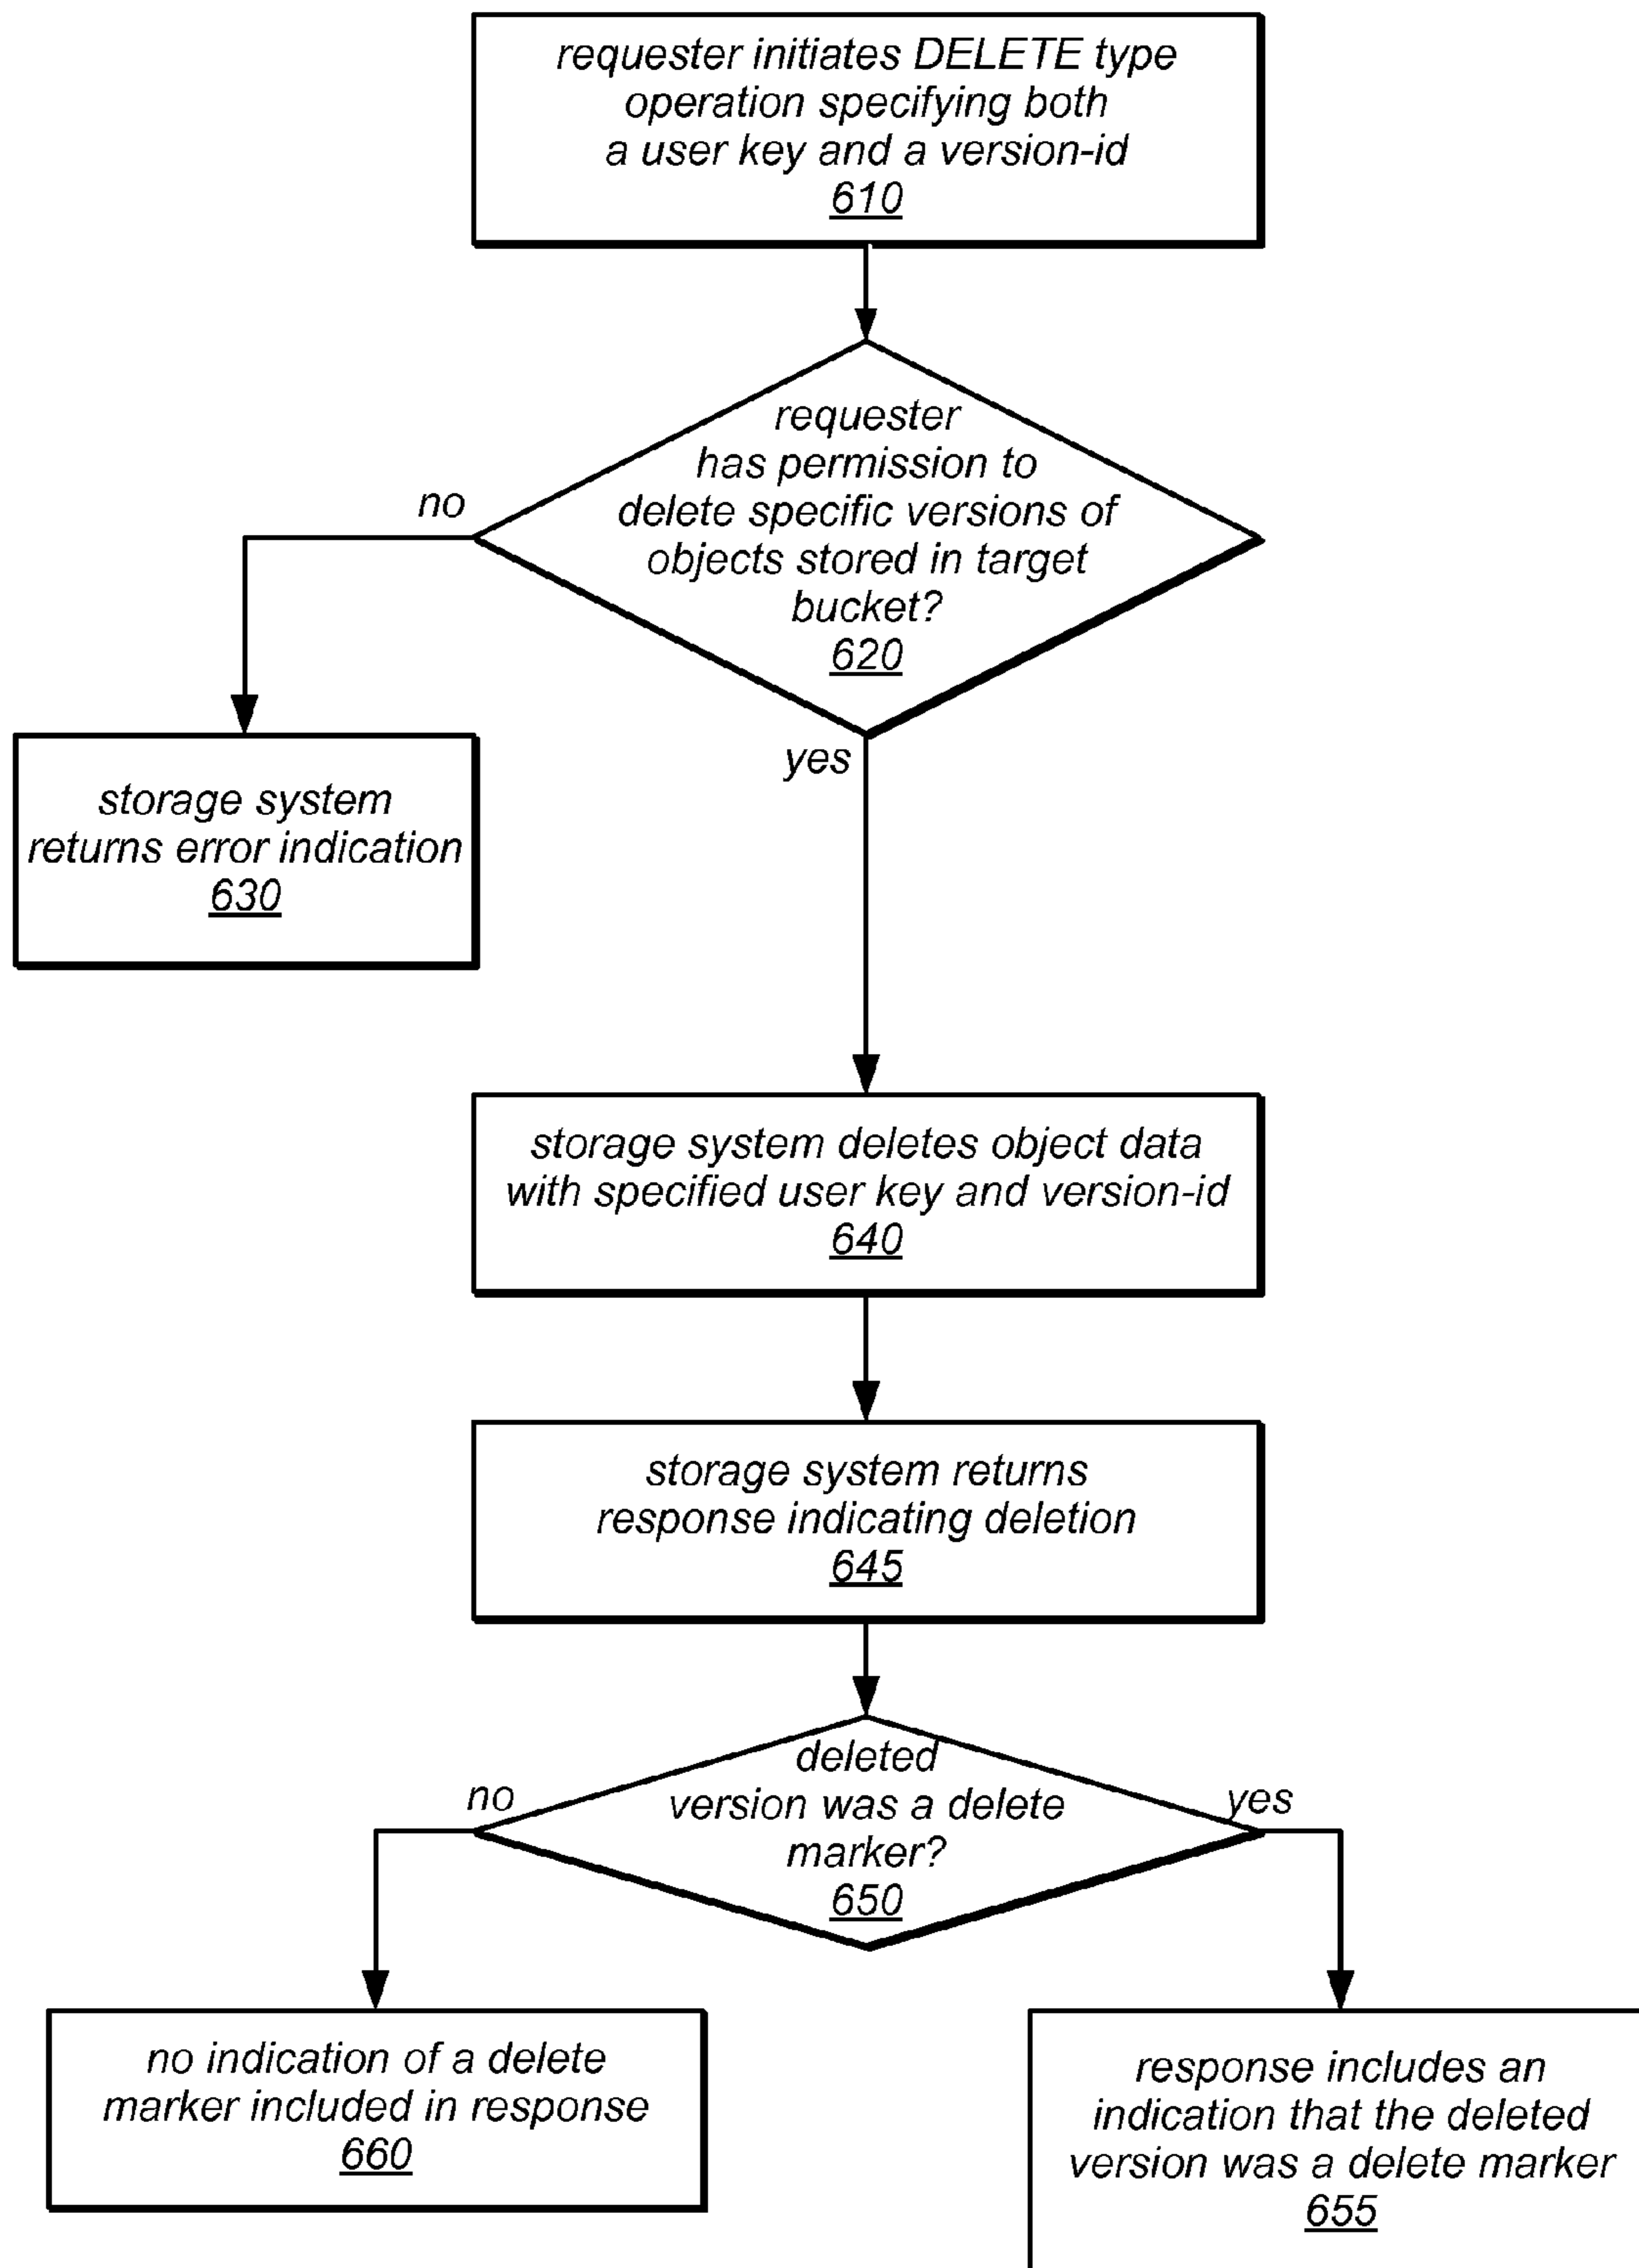 requester initiates DELETE type
operation specifying both
a user key and a version-id
610
requester
has permission to
delete specific versions of
objects stored in target
bucket?
620
no
yes
storage system
returns error indication
630
storage system deletes object data
with specified user key and version-id
640
storage system returns
response indicating deletion
645
deleted
version was a delete
marker?
650
no
yes
no indication of a delete
marker included in response
660
response includes an
indication that the deleted
version was a delete marker
655